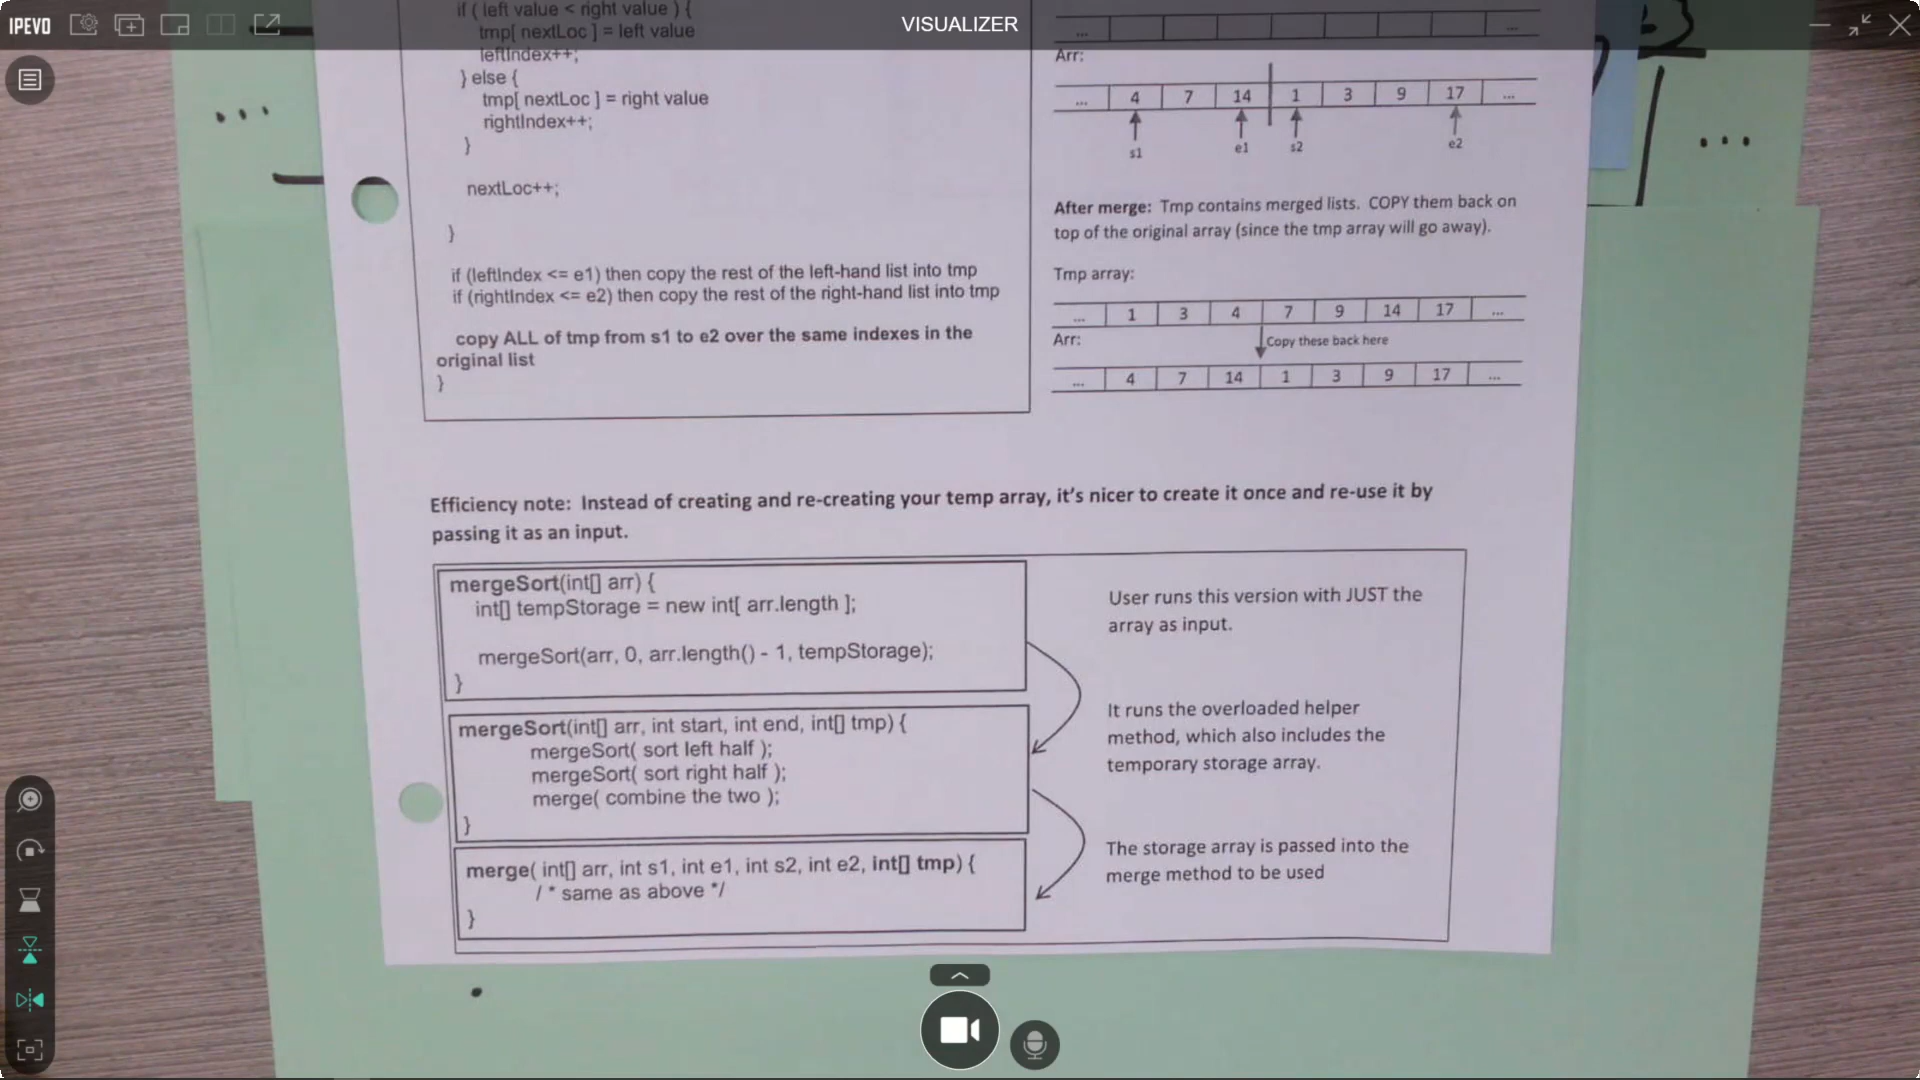 IPEVO
VISUALIZER
if ( left value < right value ) {
tmp[ nextLoc ] = left value
leftIndex++;
} else {
tmp[ nextLoc ] = right value
rightIndex++;
}
nextLoc++;
}
if (leftIndex <= e1) then copy the rest of the left-hand list into tmp
if (rightIndex <= e2) then copy the rest of the right-hand list into tmp
copy ALL of tmp from s1 to e2 over the same indexes in the
original list
}
... ...
Arr:
... 4 7 14 1 3 9 17 ...
s1 e1 s2 e2
After merge: Tmp contains merged lists. COPY them back on
top of the original array (since the tmp array will go away).
Tmp array:
... 1 3 4 7 9 14 17 ...
Arr:
Copy these back here
... 4 7 14 1 3 9 17 ...
Efficiency note: Instead of creating and re-creating your temp array, it's nicer to create it once and re-use it by
passing it as an input.
mergeSort(int[] arr) {
int[] tempStorage = new int[ arr.length ];
mergeSort(arr, 0, arr.length() - 1, tempStorage);
}
User runs this version with JUST the
array as input.
mergeSort(int[] arr, int start, int end, int[] tmp) {
mergeSort( sort left half );
mergeSort( sort right half );
merge( combine the two );
}
It runs the overloaded helper
method, which also includes the
temporary storage array.
merge( int[] arr, int s1, int e1, int s2, int e2, int[] tmp) {
/ * same as above */
}
The storage array is passed into the
merge method to be used